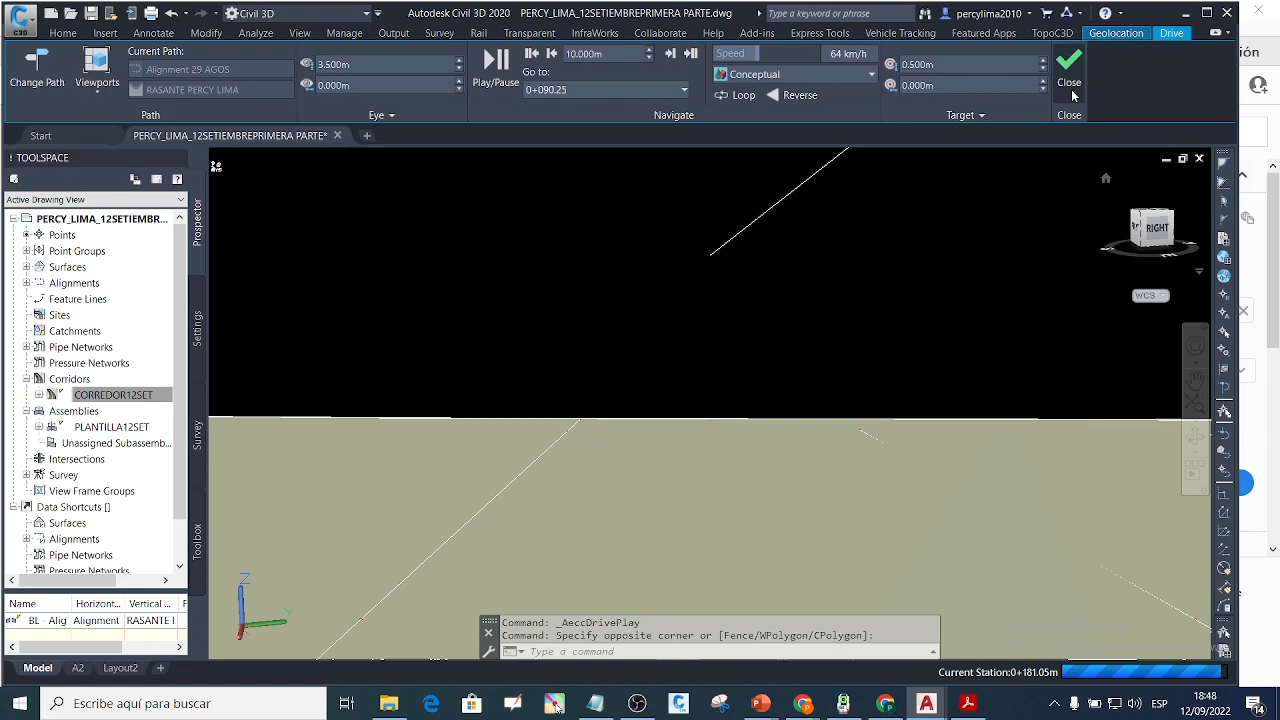 C3D
Civil 3D
Autodesk Civil 3D 2020 PERCY_LIMA_12SETIEMBREPRIMERA PARTE.dwg
Type a keyword or phrase
percylima2010
Home Insert Annotate Modify Analyze View Manage Output Survey Rail Transpo InfraWorks Collaborate Help Add-ins Express Tools Vehicle Tracking Featured Apps TopoC3D Geolocation Drive
Change Path
Viewports
Current Path:
Alignment 29 AGOS
RASANTE PERCY LIMA
Path
3.500m
0.000m
Eye
Play/Pause
10.000m
Go to:
0+090.25
Speed 64 km/h
Conceptual
Loop Reverse
Navigate
0.500m
0.000m
Target
Close
Close
ión
Start PERCY_LIMA_12SETIEMBREPRIMERA PARTE*
TOOLSPACE
Active Drawing View
PERCY_LIMA_12SETIEMBR...
Points
Point Groups
Surfaces
Alignments
Feature Lines
Sites
Catchments
Pipe Networks
Pressure Networks
Corridors
CORREDOR12SET
Assemblies
PLANTILLA12SET
Unassigned Subassemb...
Intersections
Survey
View Frame Groups
Data Shortcuts []
Surfaces
Alignments
Pipe Networks
Pressure Networks
Prospector
Settings
Survey
Toolbox
Name Horizont... Vertical ... F
BL - Alig Alignment RASANTE I
RIGHT
WCS
Z
Y
Command: _AeccDrivePlay
Command: Specify opposite corner or [Fence/WPolygon/CPolygon]:
Type a command
Model A2 Layout2
Current Station:0+181.05m
Escribe aquí para buscar
ESP
18:48
12/09/2022